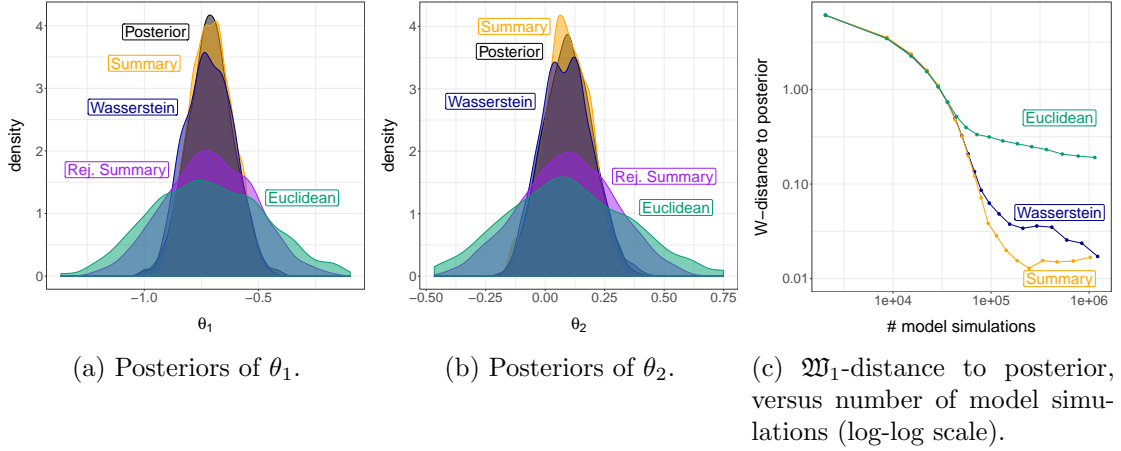 density
4
3
2
1
0
Posterior
Summary
Wasserstein
Rej. Summary
Euclidean
−1.0
−0.5
θ1
density
4
3
2
1
0
Summary
Posterior
Wasserstein
Rej. Summary
Euclidean
−0.50
−0.25
0.00
0.25
0.50
0.75
θ2
W−distance to posterior
1.00
0.10
0.01
Euclidean
Wasserstein
Summary
1e+04
1e+05
1e+06
# model simulations
(a) Posteriors of θ1.
(b) Posteriors of θ2.
(c) 𝔚1-distance to posterior,
versus number of model simu-
lations (log-log scale).